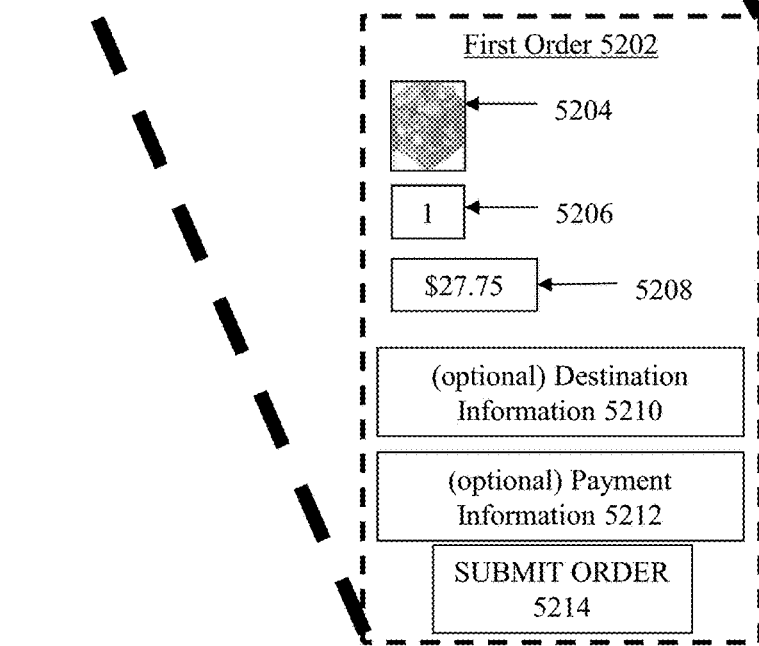 First Order 5202
5204
1
5206
$27.75
5208
(optional) Destination
Information 5210
(optional) Payment
Information 5212
SUBMIT ORDER
5214